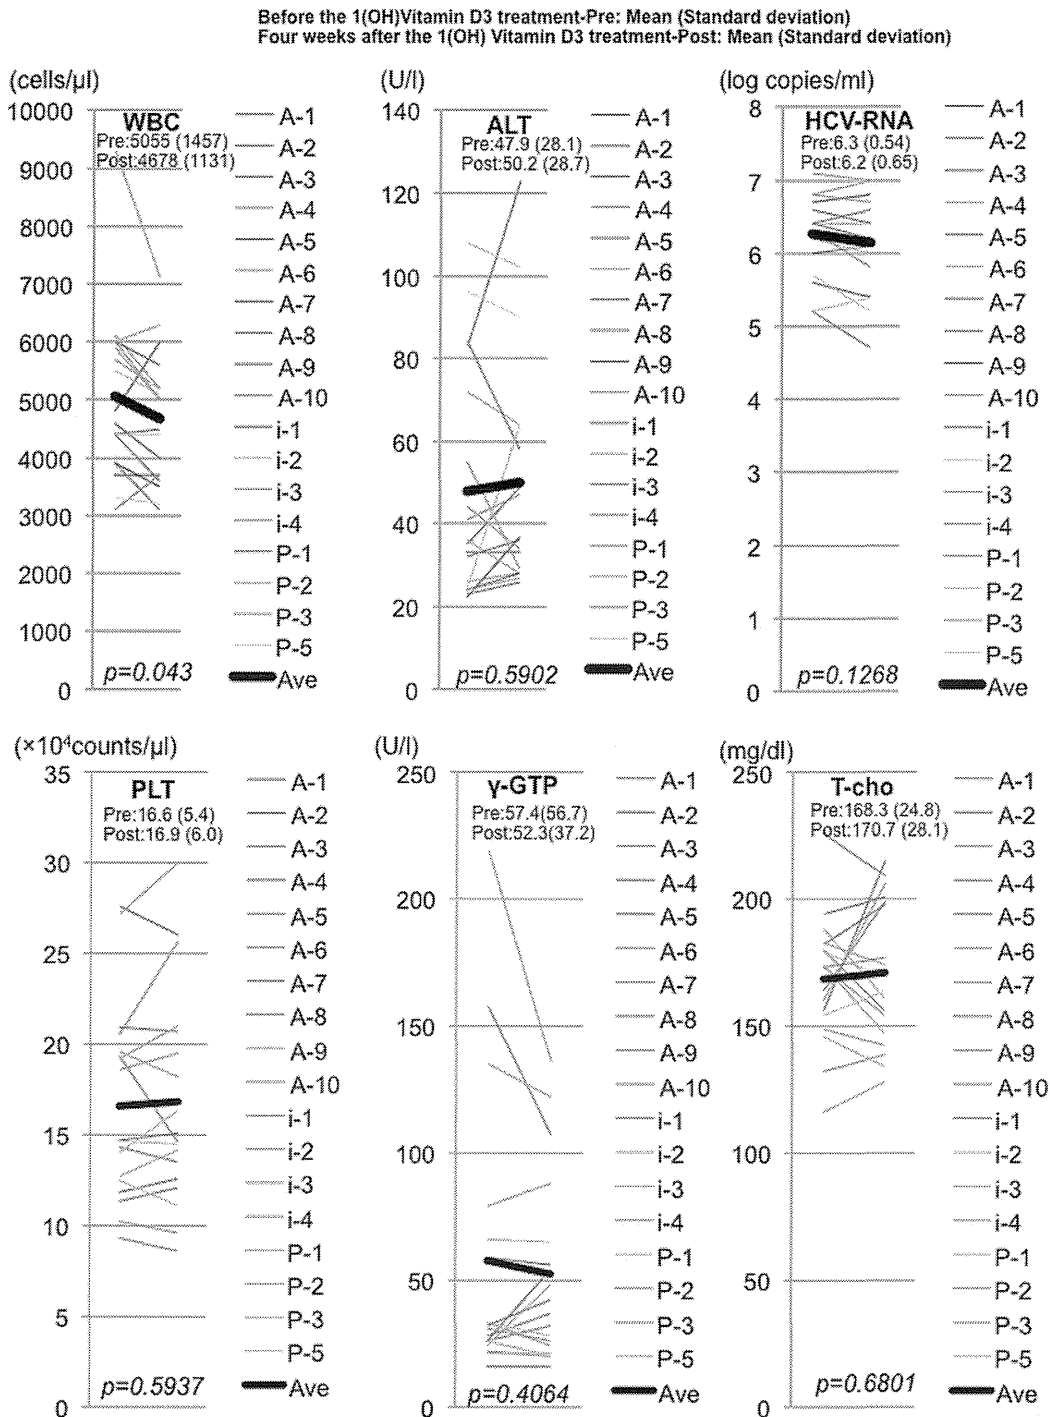 Before the 1(OH)Vitamin D3 treatment-Pre: Mean (Standard deviation)
Four weeks after the 1(OH) Vitamin D3 treatment-Post: Mean (Standard deviation)
(cells/µl)
WBC
Pre:5055 (1457)
Post:4678 (1131)
10000
9000
8000
7000
6000
5000
4000
3000
2000
1000
0
p=0.043
A-1
A-2
A-3
A-4
A-5
A-6
A-7
A-8
A-9
A-10
i-1
i-2
i-3
i-4
P-1
P-2
P-3
P-5
Ave
(U/l)
ALT
Pre:47.9 (28.1)
Post:50.2 (28.7)
140
120
100
80
60
40
20
0
p=0.5902
A-1
A-2
A-3
A-4
A-5
A-6
A-7
A-8
A-9
A-10
i-1
i-2
i-3
i-4
P-1
P-2
P-3
P-5
Ave
(log copies/ml)
HCV-RNA
Pre:6.3 (0.54)
Post:6.2 (0.65)
8
7
6
5
4
3
2
1
0
p=0.1268
A-1
A-2
A-3
A-4
A-5
A-6
A-7
A-8
A-9
A-10
i-1
i-2
i-3
i-4
P-1
P-2
P-3
P-5
Ave
(×10⁴counts/µl)
PLT
Pre:16.6 (5.4)
Post:16.9 (6.0)
35
30
25
20
15
10
5
0
p=0.5937
A-1
A-2
A-3
A-4
A-5
A-6
A-7
A-8
A-9
A-10
i-1
i-2
i-3
i-4
P-1
P-2
P-3
P-5
Ave
(U/l)
γ-GTP
Pre:57.4(56.7)
Post:52.3(37.2)
250
200
150
100
50
0
p=0.4064
A-1
A-2
A-3
A-4
A-5
A-6
A-7
A-8
A-9
A-10
i-1
i-2
i-3
i-4
P-1
P-2
P-3
P-5
Ave
(mg/dl)
T-cho
Pre:168.3 (24.8)
Post:170.7 (28.1)
250
200
150
100
50
0
p=0.6801
A-1
A-2
A-3
A-4
A-5
A-6
A-7
A-8
A-9
A-10
i-1
i-2
i-3
i-4
P-1
P-2
P-3
P-5
Ave